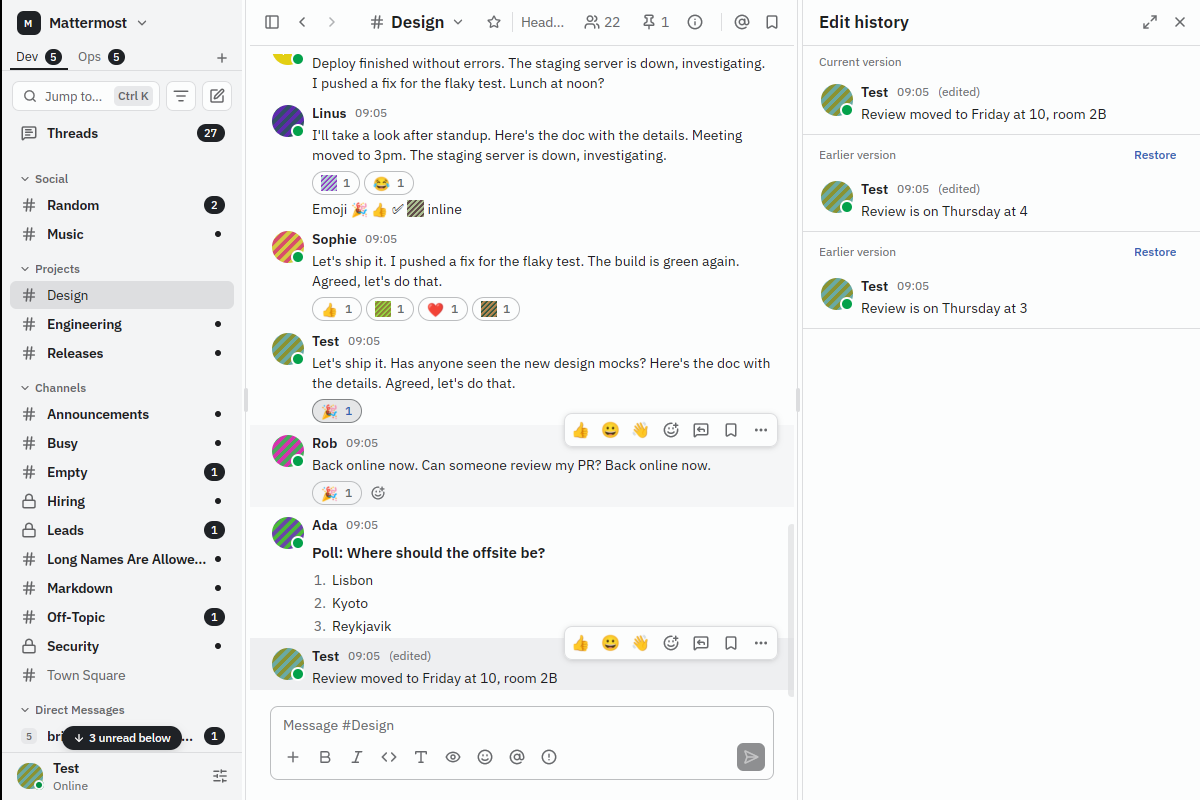 M Mattermost
Dev 5 Ops 5
Jump to... Ctrl K
Threads 27
Social
# Random 2
# Music
Projects
# Design
# Engineering
# Releases
Channels
# Announcements
# Busy
# Empty 1
Hiring
Leads 1
# Long Names Are Allowe...
# Markdown
# Off-Topic 1
Security
# Town Square
Direct Messages
5 ... 1
3 unread below
Test
Online
# Design Head... 22 1
Deploy finished without errors. The staging server is down, investigating.
I pushed a fix for the flaky test. Lunch at noon?
Linus 09:05
I'll take a look after standup. Here's the doc with the details. Meeting
moved to 3pm. The staging server is down, investigating.
1 😂 1
Emoji 🎉 👍 ✅ inline
Sophie 09:05
Let's ship it. I pushed a fix for the flaky test. The build is green again.
Agreed, let's do that.
👍 1 1 ❤️ 1 1
Test 09:05
Let's ship it. Has anyone seen the new design mocks? Here's the doc with
the details. Agreed, let's do that.
🎉 1
Rob 09:05
Back online now. Can someone review my PR? Back online now.
🎉 1
Ada 09:05
Poll: Where should the offsite be?
1. Lisbon
2. Kyoto
3. Reykjavik
Test 09:05 (edited)
Review moved to Friday at 10, room 2B
Message #Design
Edit history
Current version
Test 09:05 (edited)
Review moved to Friday at 10, room 2B
Earlier version Restore
Test 09:05 (edited)
Review is on Thursday at 4
Earlier version Restore
Test 09:05
Review is on Thursday at 3